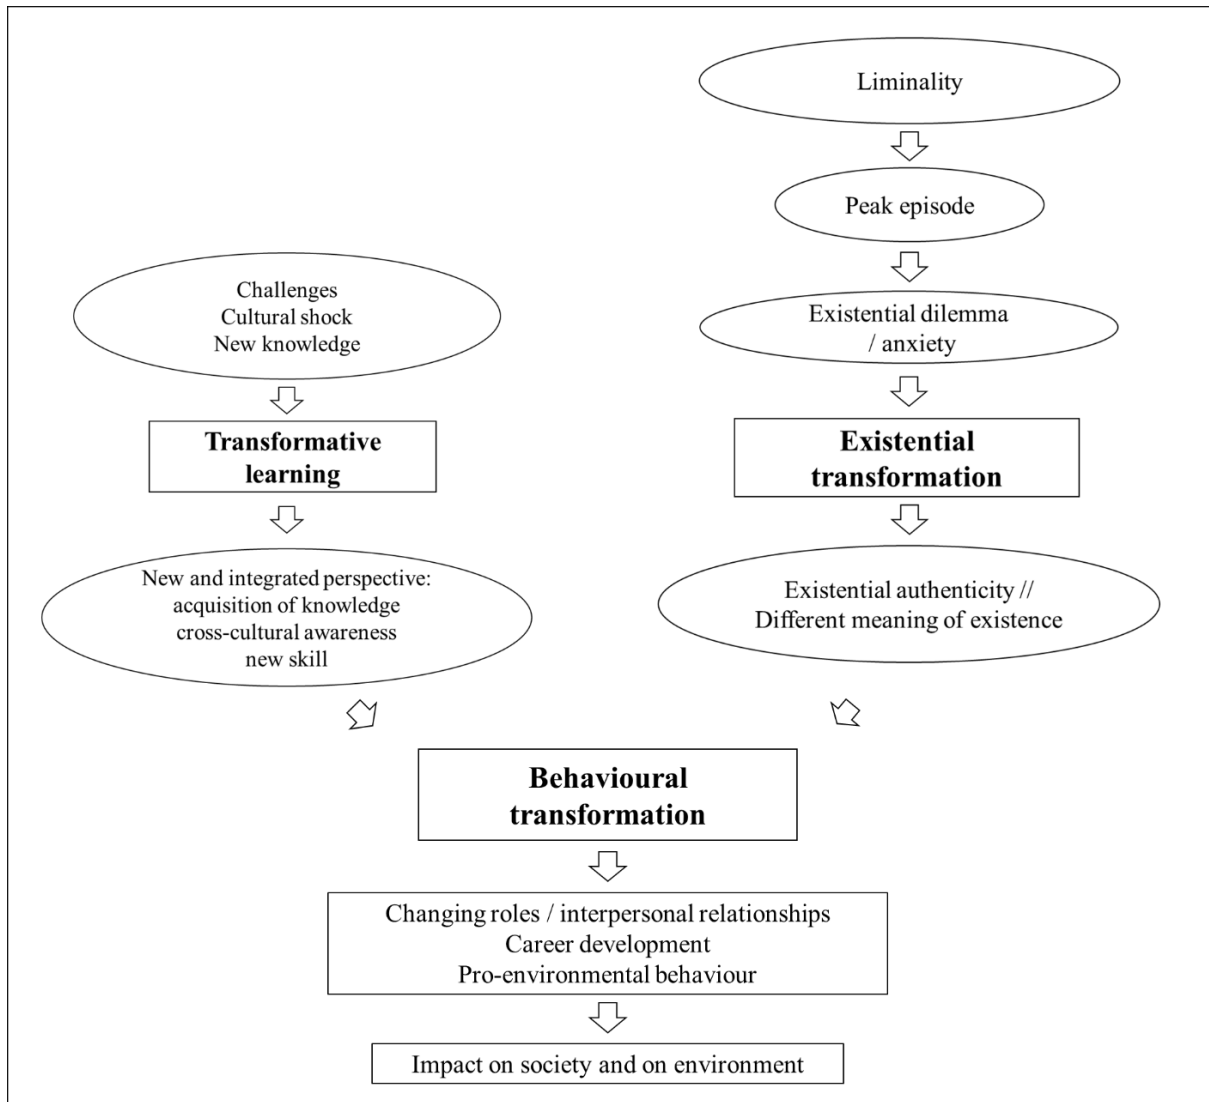 Liminality
Peak episode
Existential dilemma
/ anxiety
Existential
transformation
Existential authenticity //
Different meaning of existence
Challenges
Cultural shock
New knowledge
Transformative
learning
New and integrated perspective:
acquisition of knowledge
cross-cultural awareness
new skill
Behavioural
transformation
Changing roles / interpersonal relationships
Career development
Pro-environmental behaviour
Impact on society and on environment